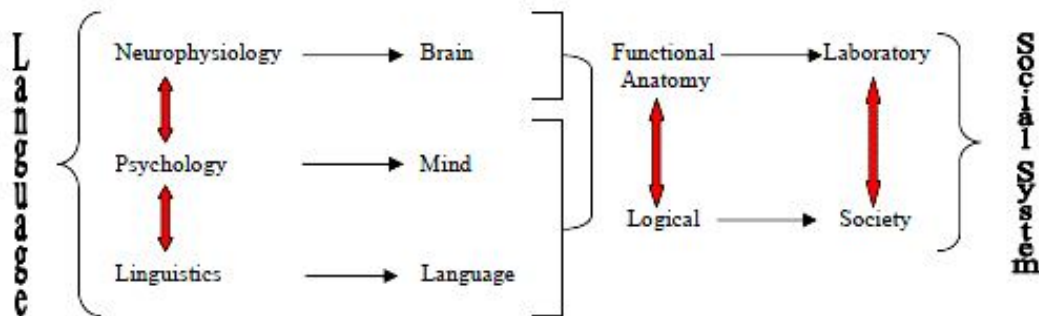 Language
Neurophysiology
Brain
Functional
Anatomy
Laboratory
Psychology
Mind
Logical
Society
Linguistics
Language
Social System